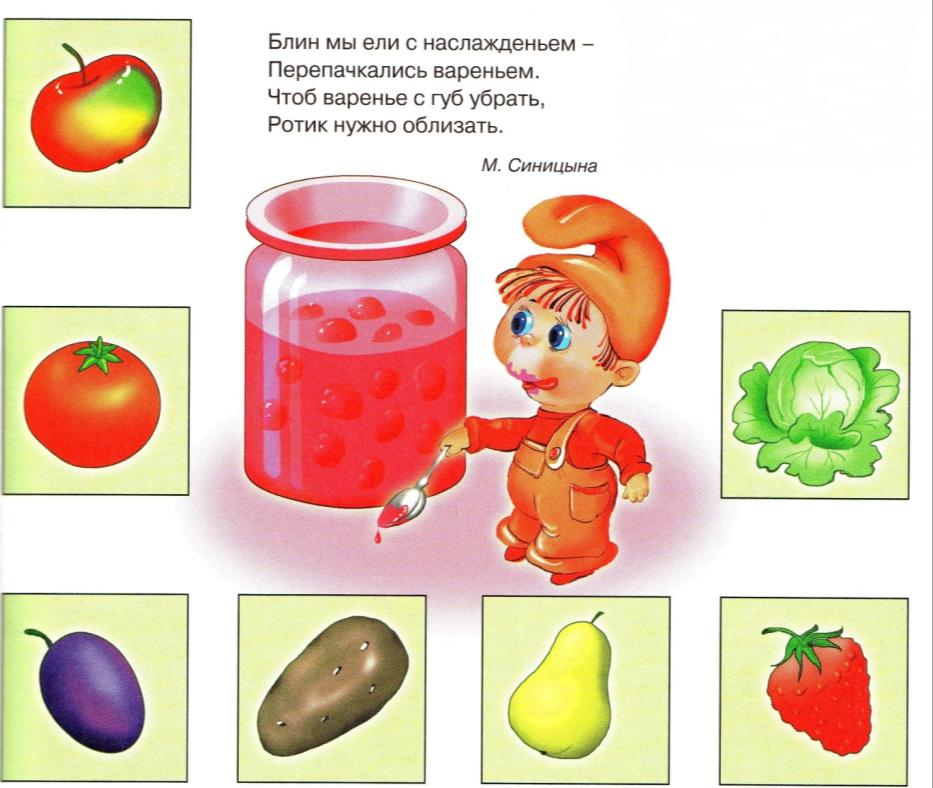 Блин мы ели с наслажденьем –
Перепачкались вареньем.
Чтоб варенье с губ убрать,
Ротик нужно облизать.
М. Синицына